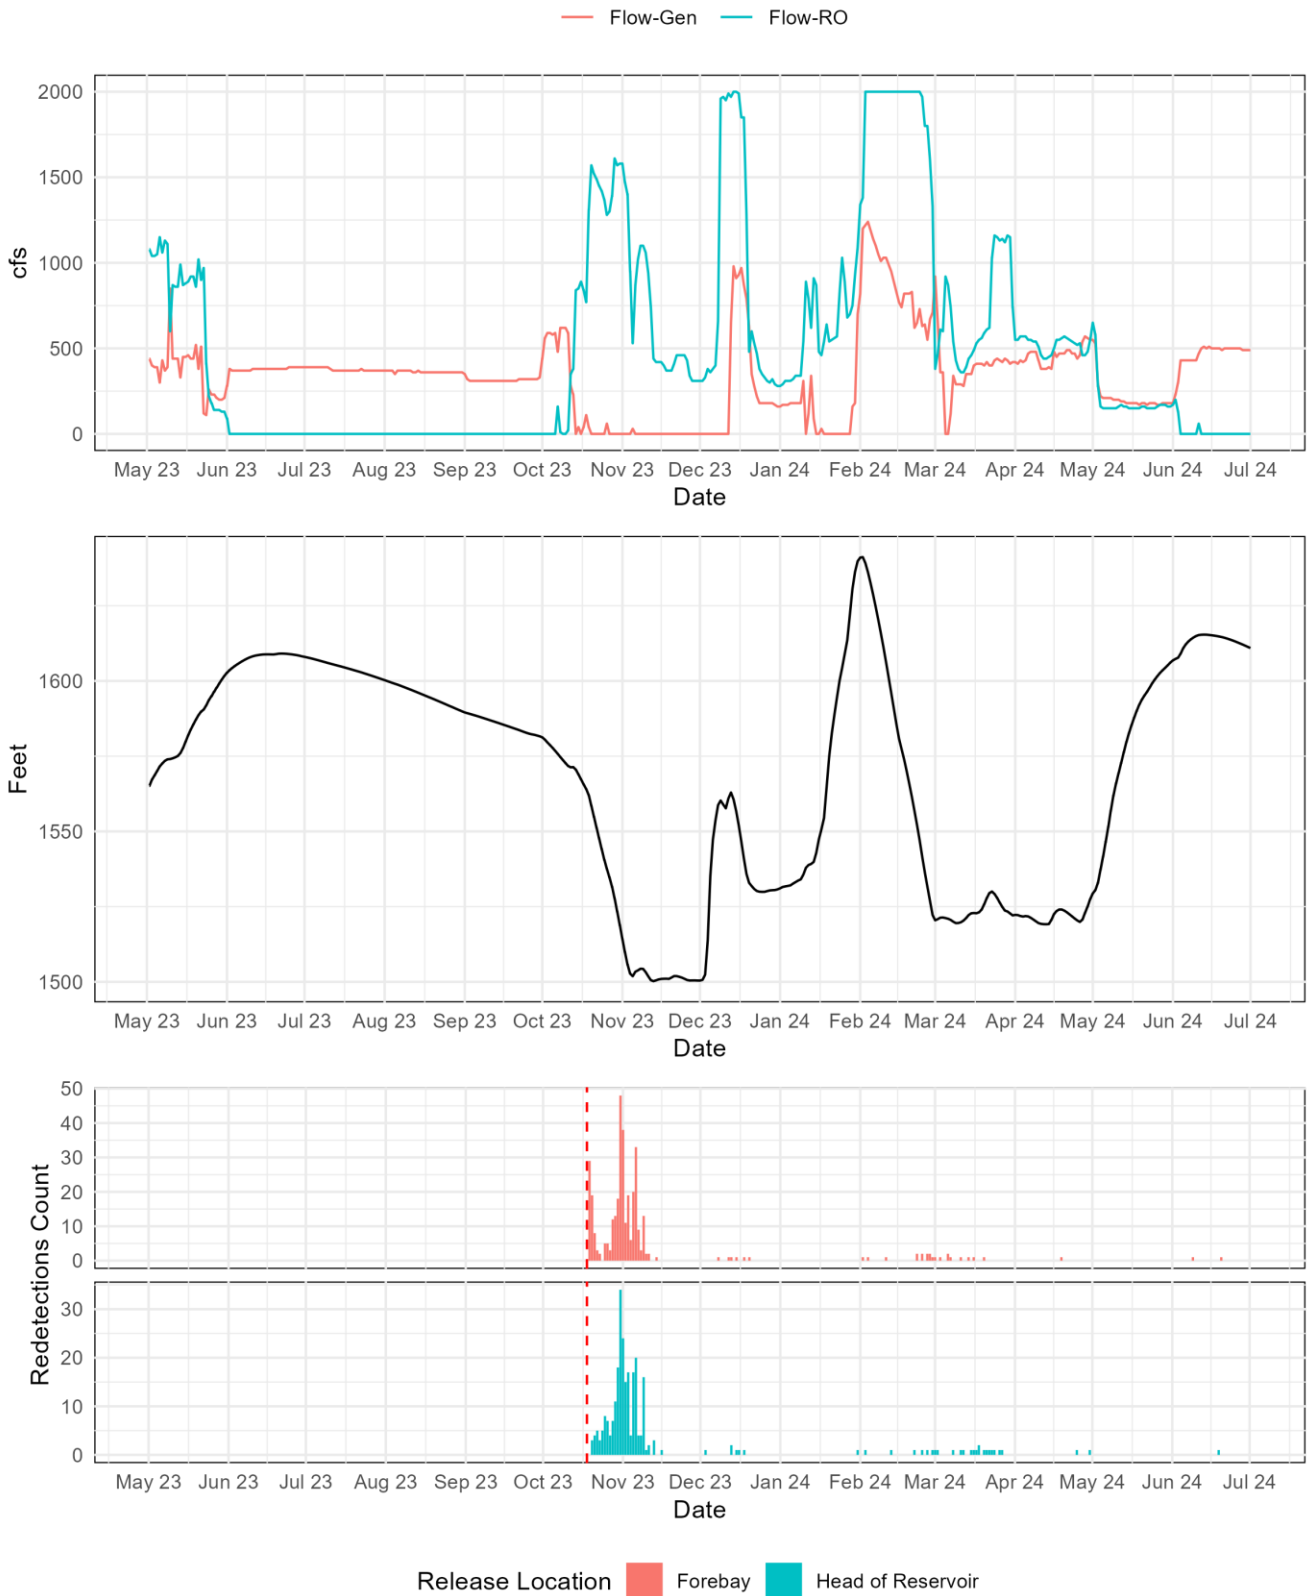 Flow-Gen Flow-RO
2000
1500
1000
500
0
cfs
May 23 Jun 23 Jul 23 Aug 23 Sep 23 Oct 23 Nov 23 Dec 23 Jan 24 Feb 24 Mar 24 Apr 24 May 24 Jun 24 Jul 24
Date
1600
1550
1500
Feet
May 23 Jun 23 Jul 23 Aug 23 Sep 23 Oct 23 Nov 23 Dec 23 Jan 24 Feb 24 Mar 24 Apr 24 May 24 Jun 24 Jul 24
Date
50
40
30
20
10
0
Redetections Count
30
20
10
0
May 23 Jun 23 Jul 23 Aug 23 Sep 23 Oct 23 Nov 23 Dec 23 Jan 24 Feb 24 Mar 24 Apr 24 May 24 Jun 24 Jul 24
Date
Release Location Forebay Head of Reservoir